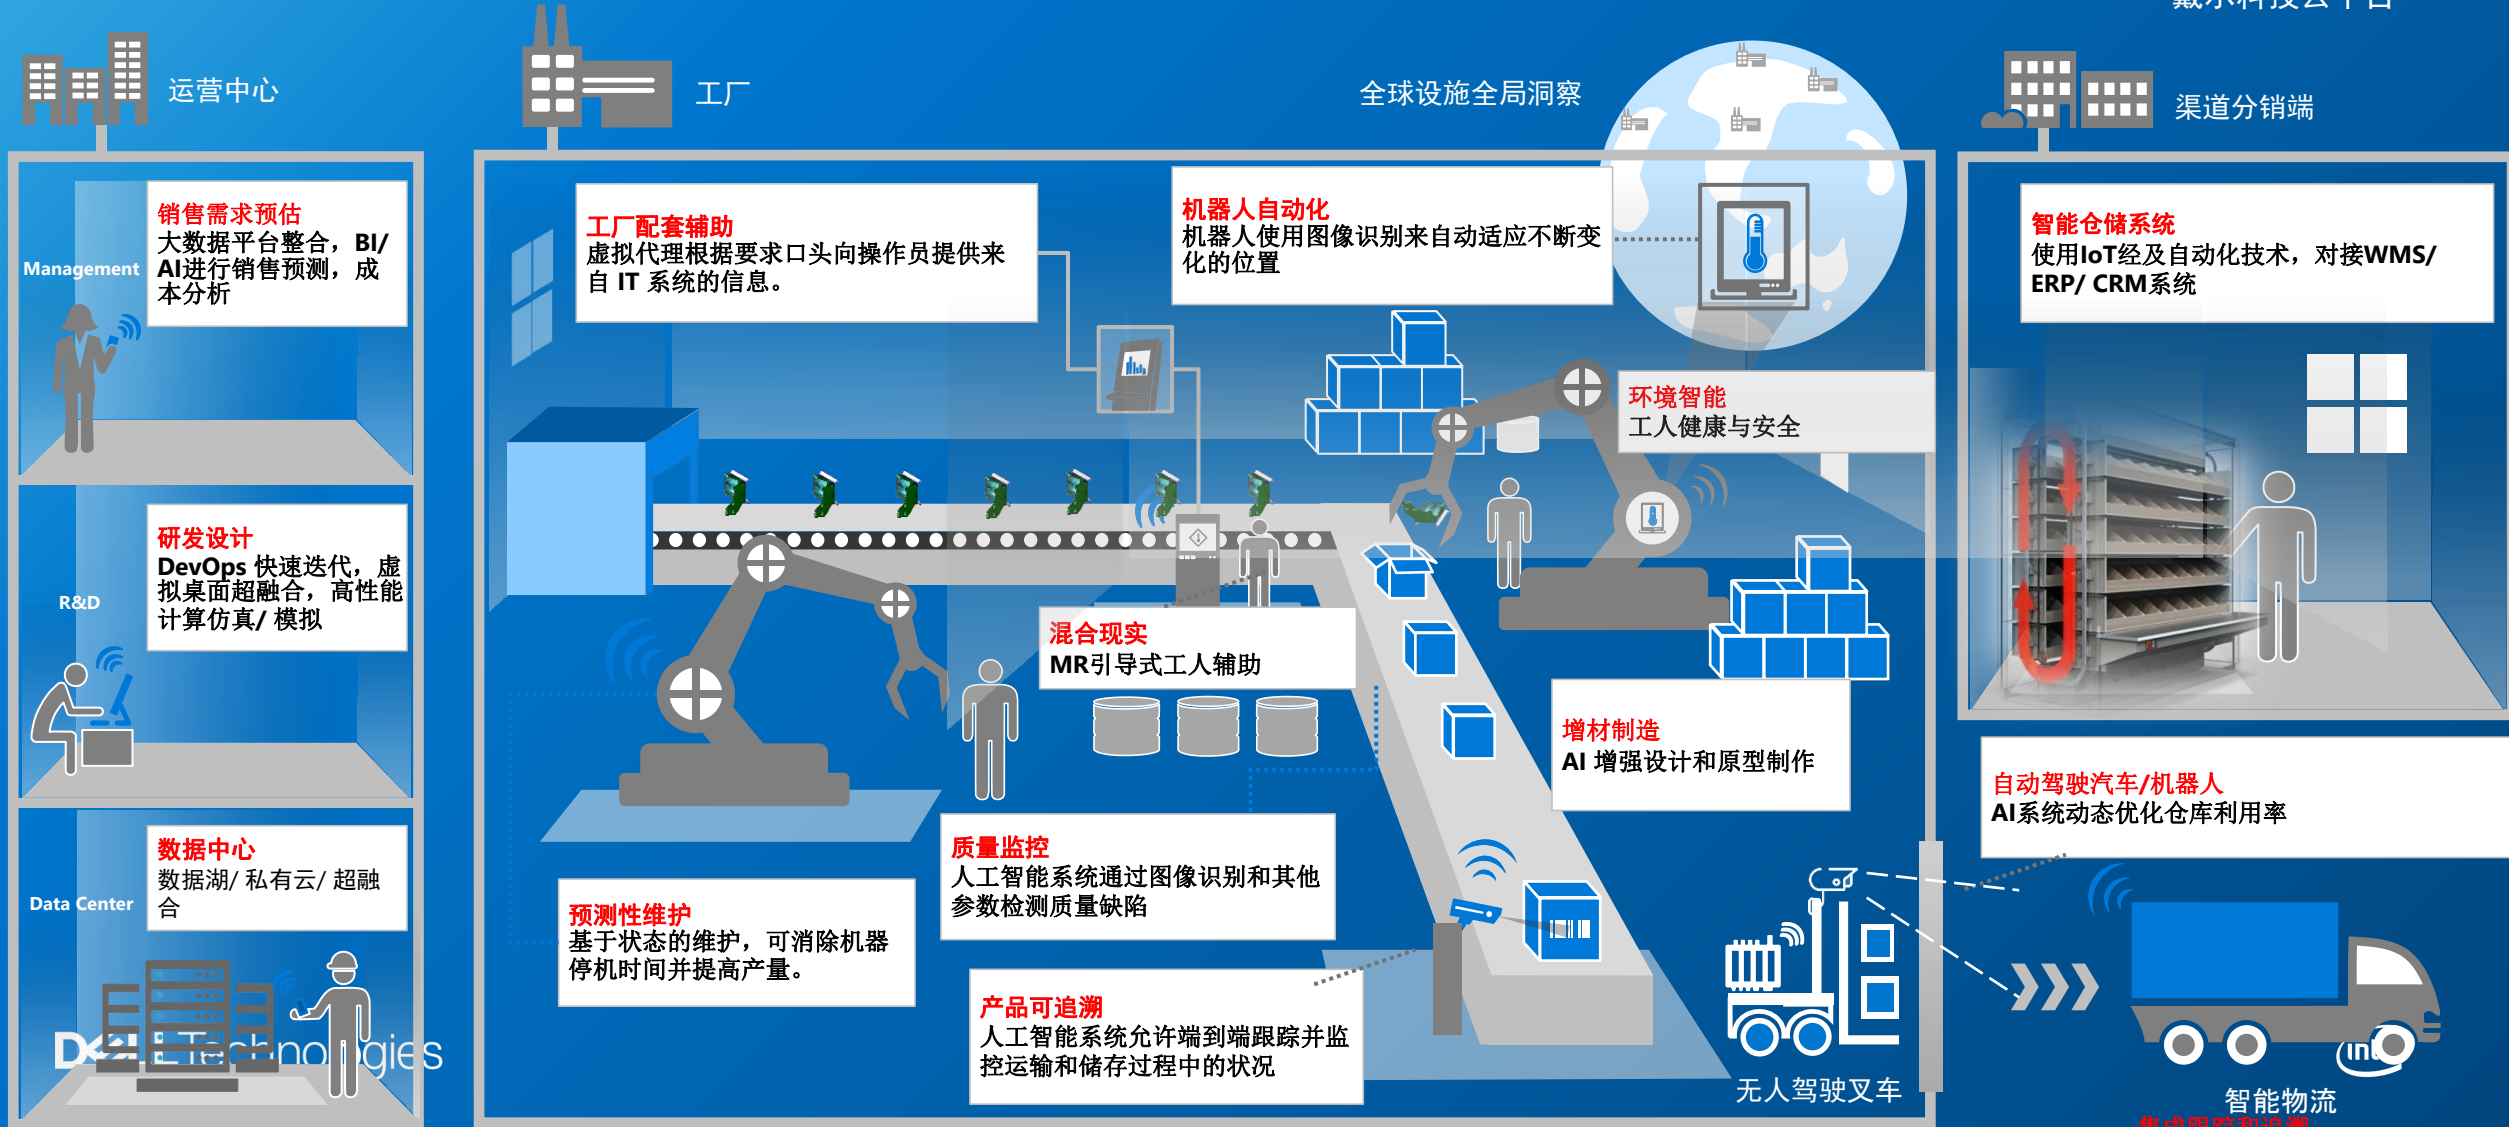 戴尔科技云平台
运营中心
工厂
全球设施全局洞察
渠道分销端
Management
销售需求预估
大数据平台整合，BI/
AI进行销售预测，成
本分析
R&D
研发设计
DevOps 快速迭代，虚
拟桌面超融合，高性能
计算仿真/ 模拟
Data Center
数据中心
数据湖/ 私有云/ 超融
合
工厂配套辅助
虚拟代理根据要求口头向操作员提供来
自 IT 系统的信息。
机器人自动化
机器人使用图像识别来自动适应不断变
化的位置
环境智能
工人健康与安全
混合现实
MR引导式工人辅助
增材制造
AI 增强设计和原型制作
预测性维护
基于状态的维护，可消除机器
停机时间并提高产量。
质量监控
人工智能系统通过图像识别和其他
参数检测质量缺陷
产品可追溯
人工智能系统允许端到端跟踪并监
控运输和储存过程中的状况
无人驾驶叉车
智能仓储系统
使用IoT经及自动化技术，对接WMS/
ERP/ CRM系统
自动驾驶汽车/机器人
AI系统动态优化仓库利用率
智能物流
集成跟踪和追溯
DELL Technologies